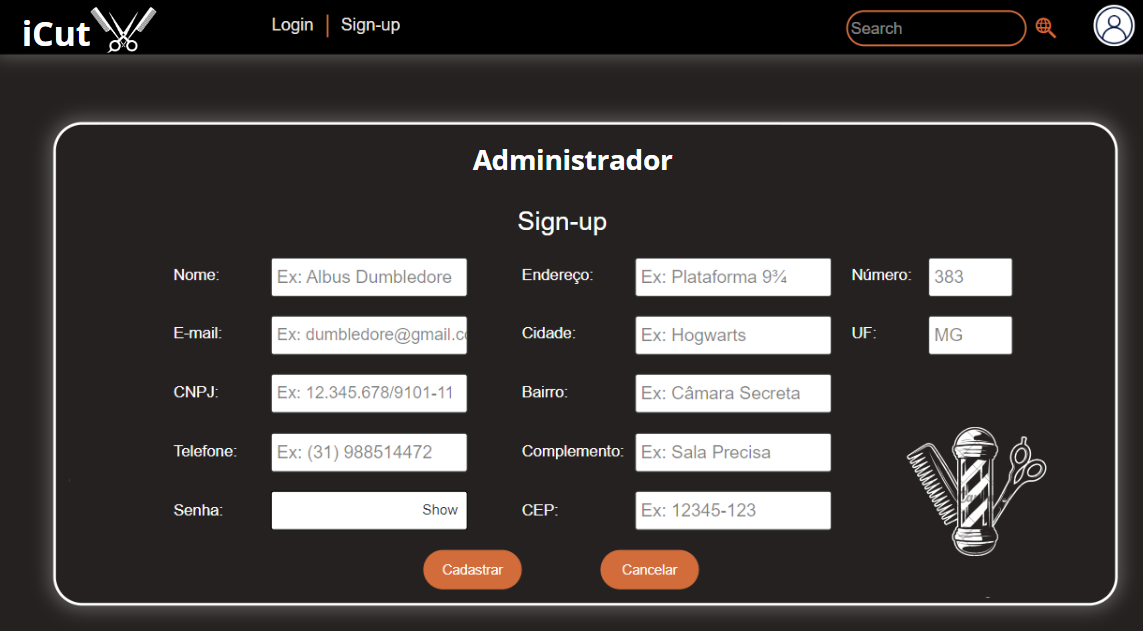 iCut
Login | Sign-up
Search
Administrador
Sign-up
Nome: Ex: Albus Dumbledore Endereço: Ex: Plataforma 9¾ Número: 383
E-mail: Ex: dumbledore@gmail.co Cidade: Ex: Hogwarts UF: MG
CNPJ: Ex: 12.345.678/9101-11 Bairro: Ex: Câmara Secreta
Telefone: Ex: (31) 988514472 Complemento: Ex: Sala Precisa
Senha: Show CEP: Ex: 12345-123
Cadastrar Cancelar